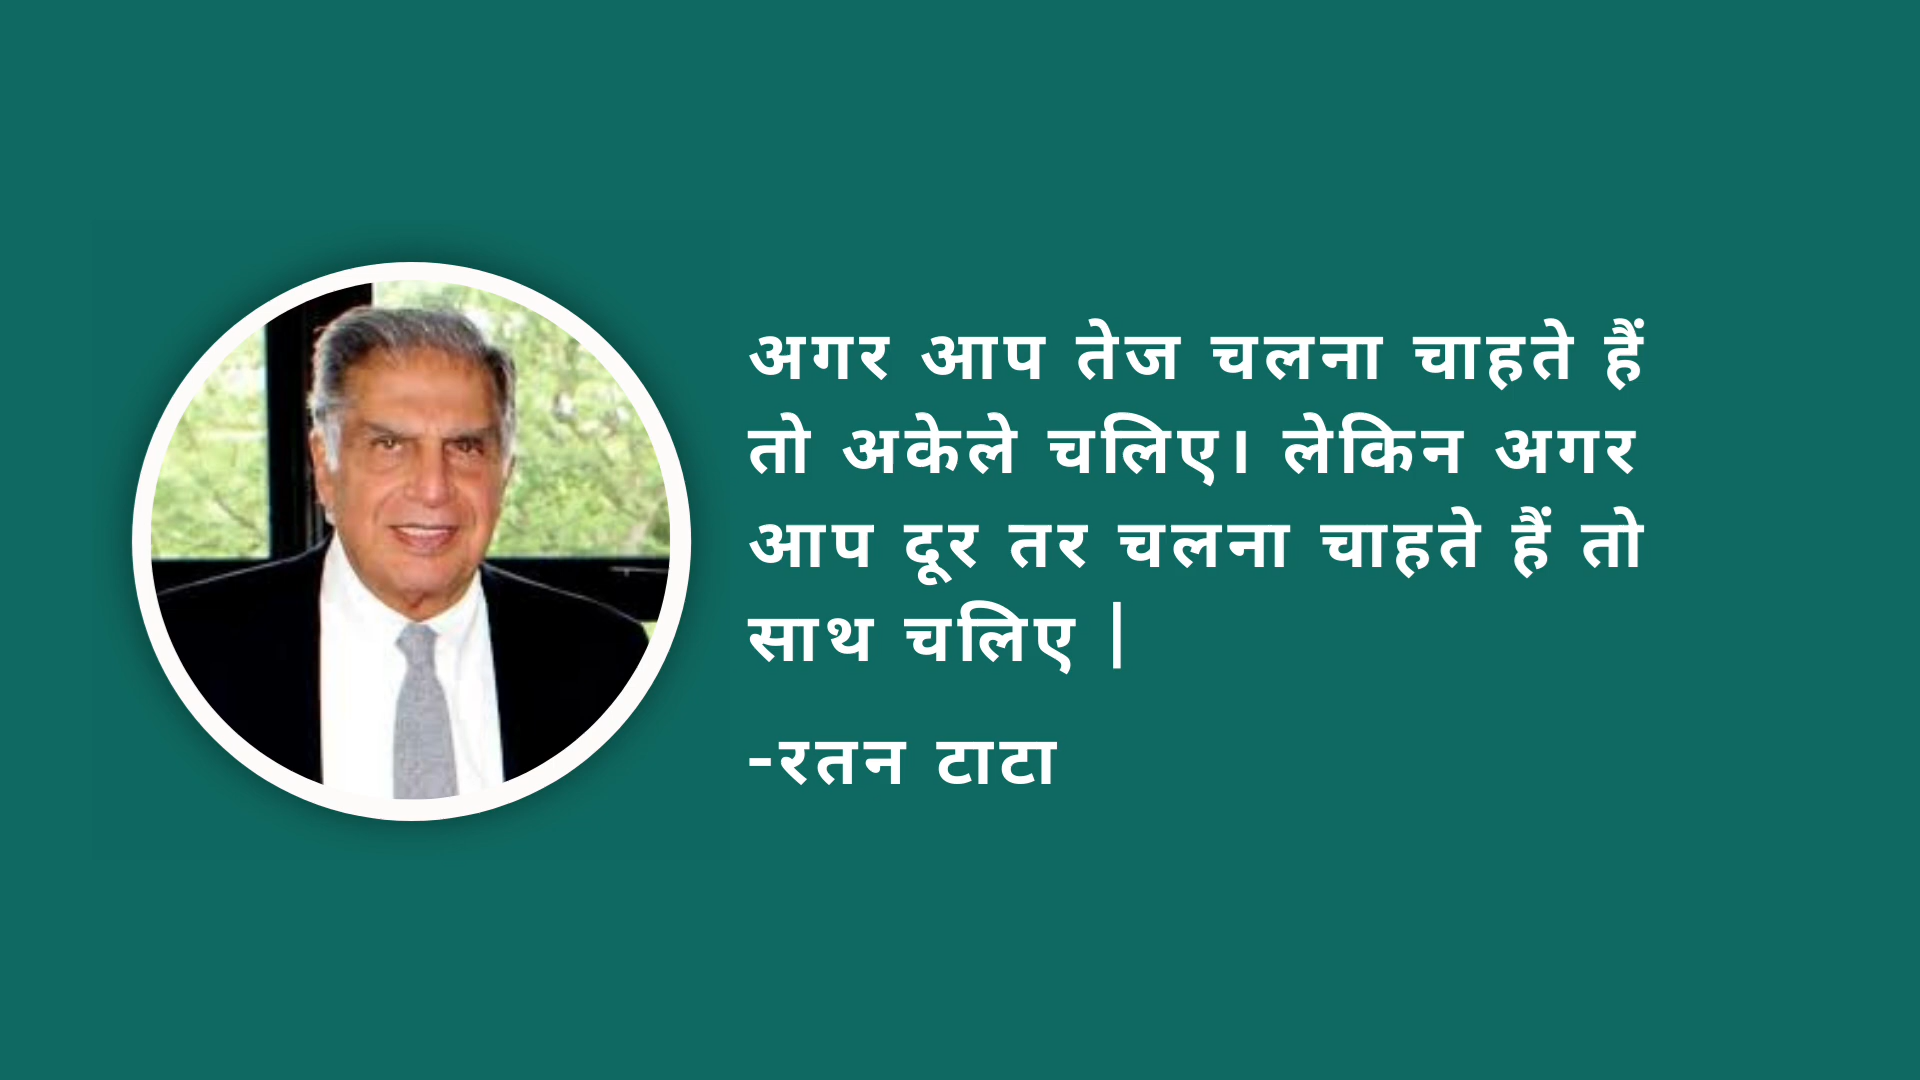 अगर आप तेज चलना चाहते हैं
तो अकेले चलिए। लेकिन अगर
आप दूर तर चलना चाहते हैं तो
साथ चलिए |
-रतन टाटा